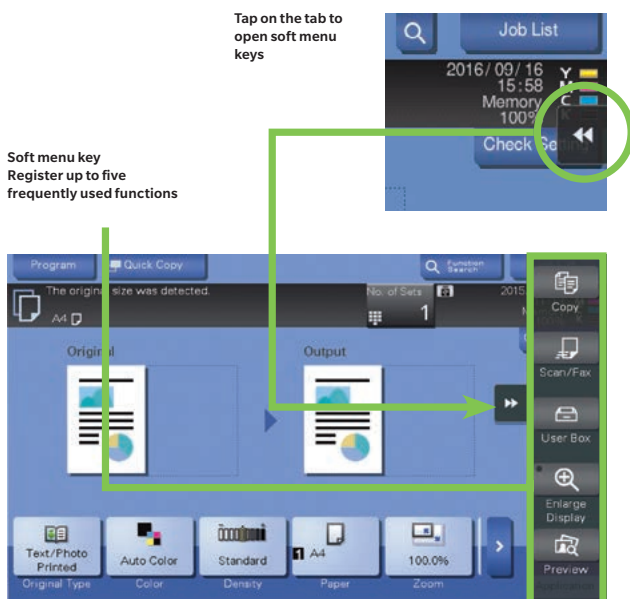 Tap on the tab to
open soft menu
keys
Job List
2016/09/16
15:58
Memory
100%
Y
M
C
K
Check Setting
Soft menu key
Register up to five
frequently used functions
Program
Quick Copy
Function
Search
The original size was detected.
A4
No. of Sets
1
2015
Original
Output
Copy
Scan/Fax
User Box
Enlarge
Display
Preview
Text/Photo
Printed
Original Type
Auto Color
Color
Standard
Density
1 A4
Paper
100.0%
Zoom